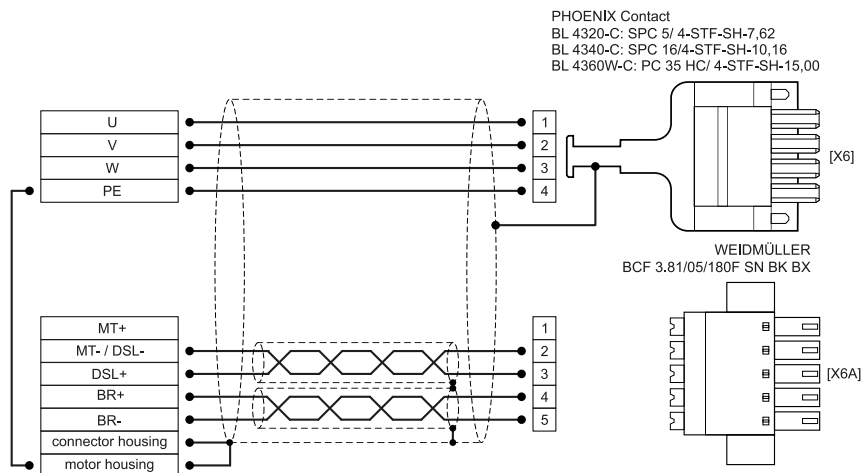 PHOENIX Contact
BL 4320-C: SPC 5/ 4-STF-SH-7,62
BL 4340-C: SPC 16/4-STF-SH-10,16
BL 4360W-C: PC 35 HC/ 4-STF-SH-15,00
U
1
V
2
W
3
PE
4
[X6]
WEIDMÜLLER
BCF 3.81/05/180F SN BK BX
MT+
1
MT- / DSL-
2
DSL+
3
BR+
4
BR-
5
connector housing
motor housing
[X6A]